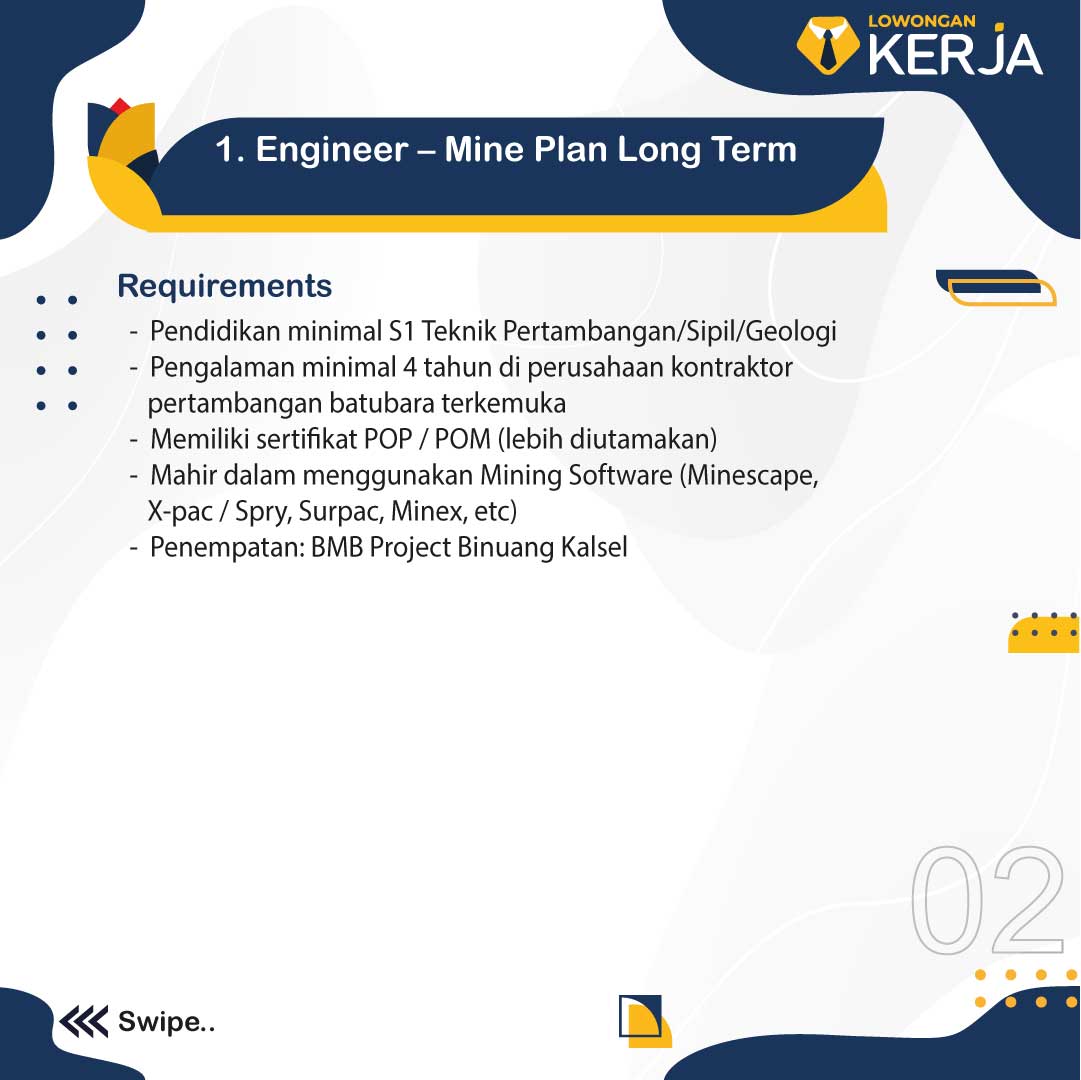 LOWONGAN
KERJA
1. Engineer – Mine Plan Long Term
Requirements
- Pendidikan minimal S1 Teknik Pertambangan/Sipil/Geologi
- Pengalaman minimal 4 tahun di perusahaan kontraktor
pertambangan batubara terkemuka
- Memiliki sertifikat POP / POM (lebih diutamakan)
- Mahir dalam menggunakan Mining Software (Minescape,
X-pac / Spry, Surpac, Minex, etc)
- Penempatan: BMB Project Binuang Kalsel
02
Swipe..